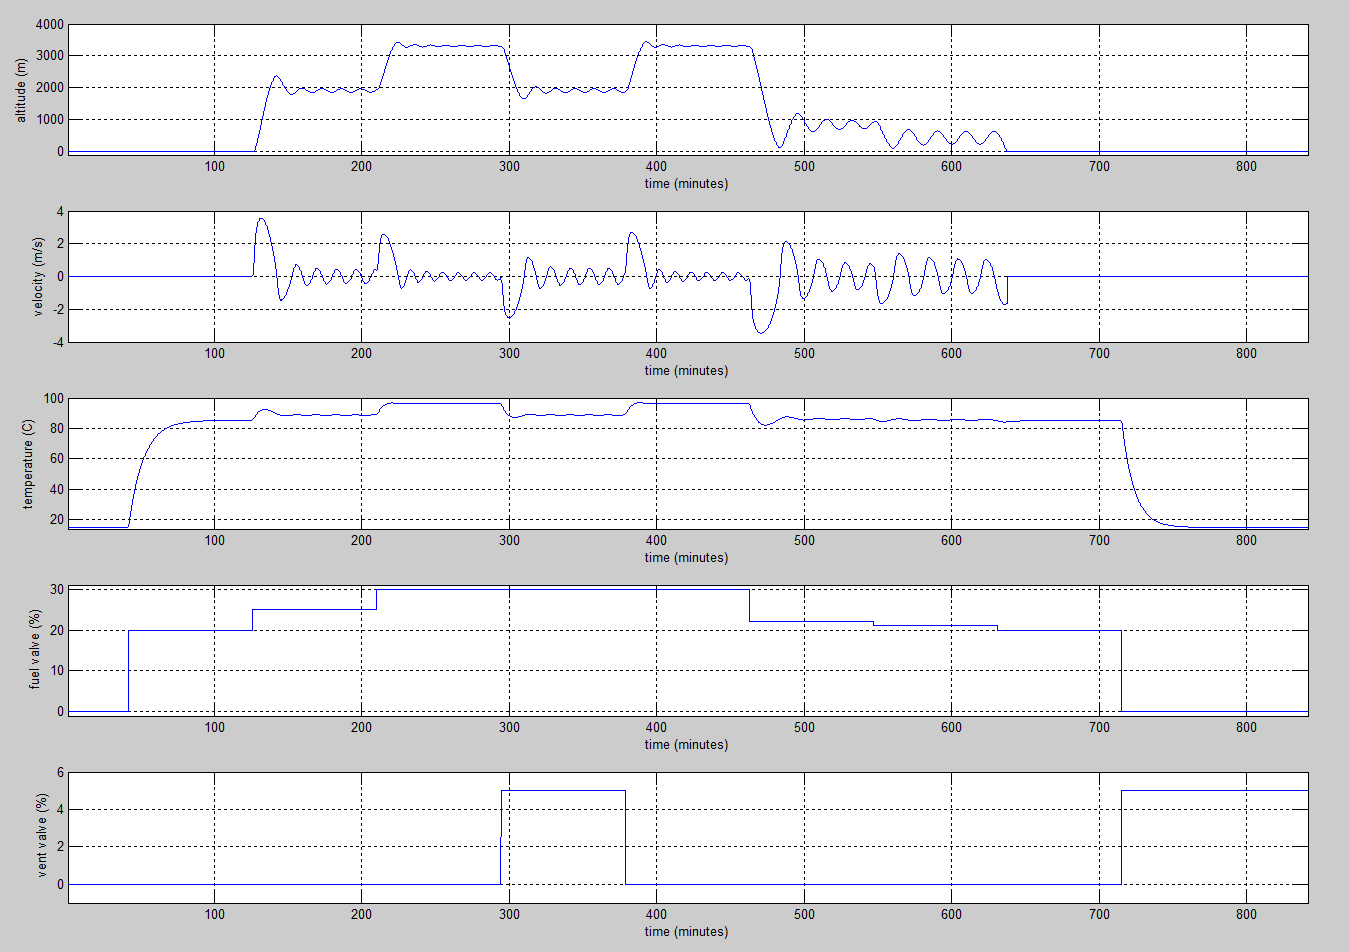 altitude (m)
4000
3000
2000
1000
0
100 200 300 400 500 600 700 800
time (minutes)
velocity (m/s)
4
2
0
-2
-4
100 200 300 400 500 600 700 800
time (minutes)
temperature (C)
100
80
60
40
20
100 200 300 400 500 600 700 800
time (minutes)
fuel valve (%)
30
20
10
0
100 200 300 400 500 600 700 800
time (minutes)
vent valve (%)
6
4
2
0
100 200 300 400 500 600 700 800
time (minutes)